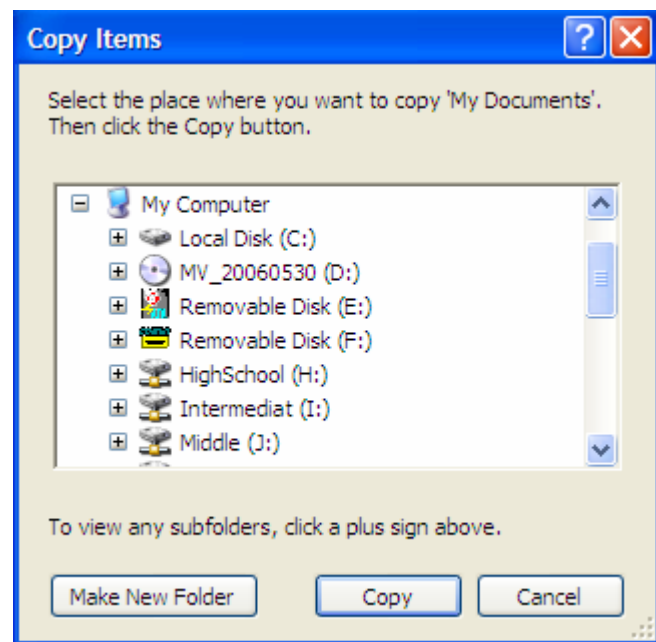 Copy Items
Select the place where you want to copy 'My Documents'.
Then click the Copy button.
My Computer
Local Disk (C:)
MV_20060530 (D:)
Removable Disk (E:)
Removable Disk (F:)
HighSchool (H:)
Intermediat (I:)
Middle (J:)
To view any subfolders, click a plus sign above.
Make New Folder Copy Cancel